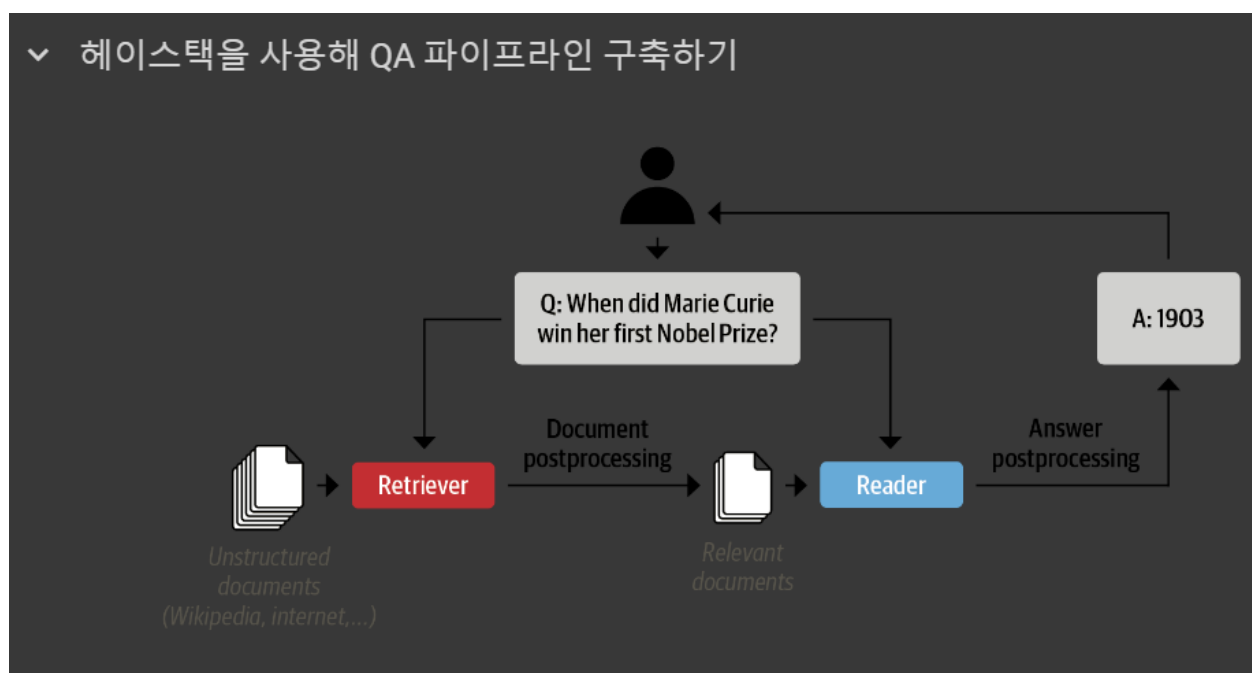 헤이스택을 사용해 QA 파이프라인 구축하기
Q: When did Marie Curie
win her first Nobel Prize?
A: 1903
Document
postprocessing
Answer
postprocessing
Retriever
Reader
Unstructured
documents
(Wikipedia, internet,...)
Relevant
documents